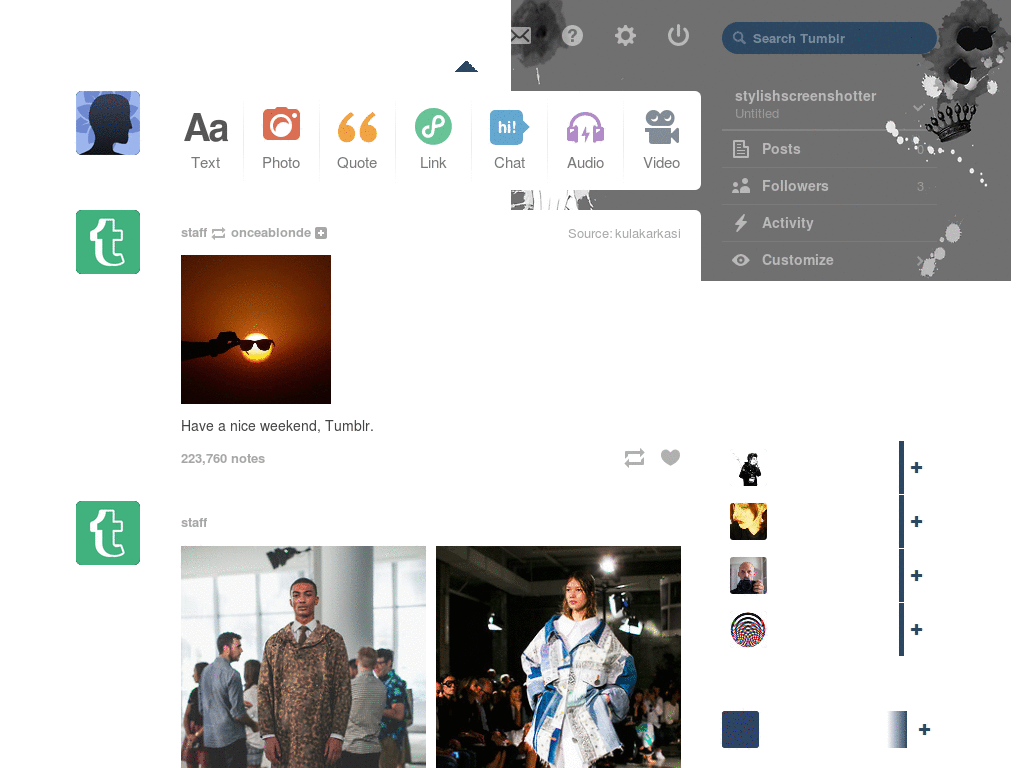 Search Tumblr
stylishscreenshotter
Untitled
Aa
hi!
Text
Photo
Quote
Link
Chat
Audio
Video
Posts
0
Followers
3
Activity
Customize
staff onceablonde
Source: kulakarkasi
Have a nice weekend, Tumblr.
223,760 notes
staff